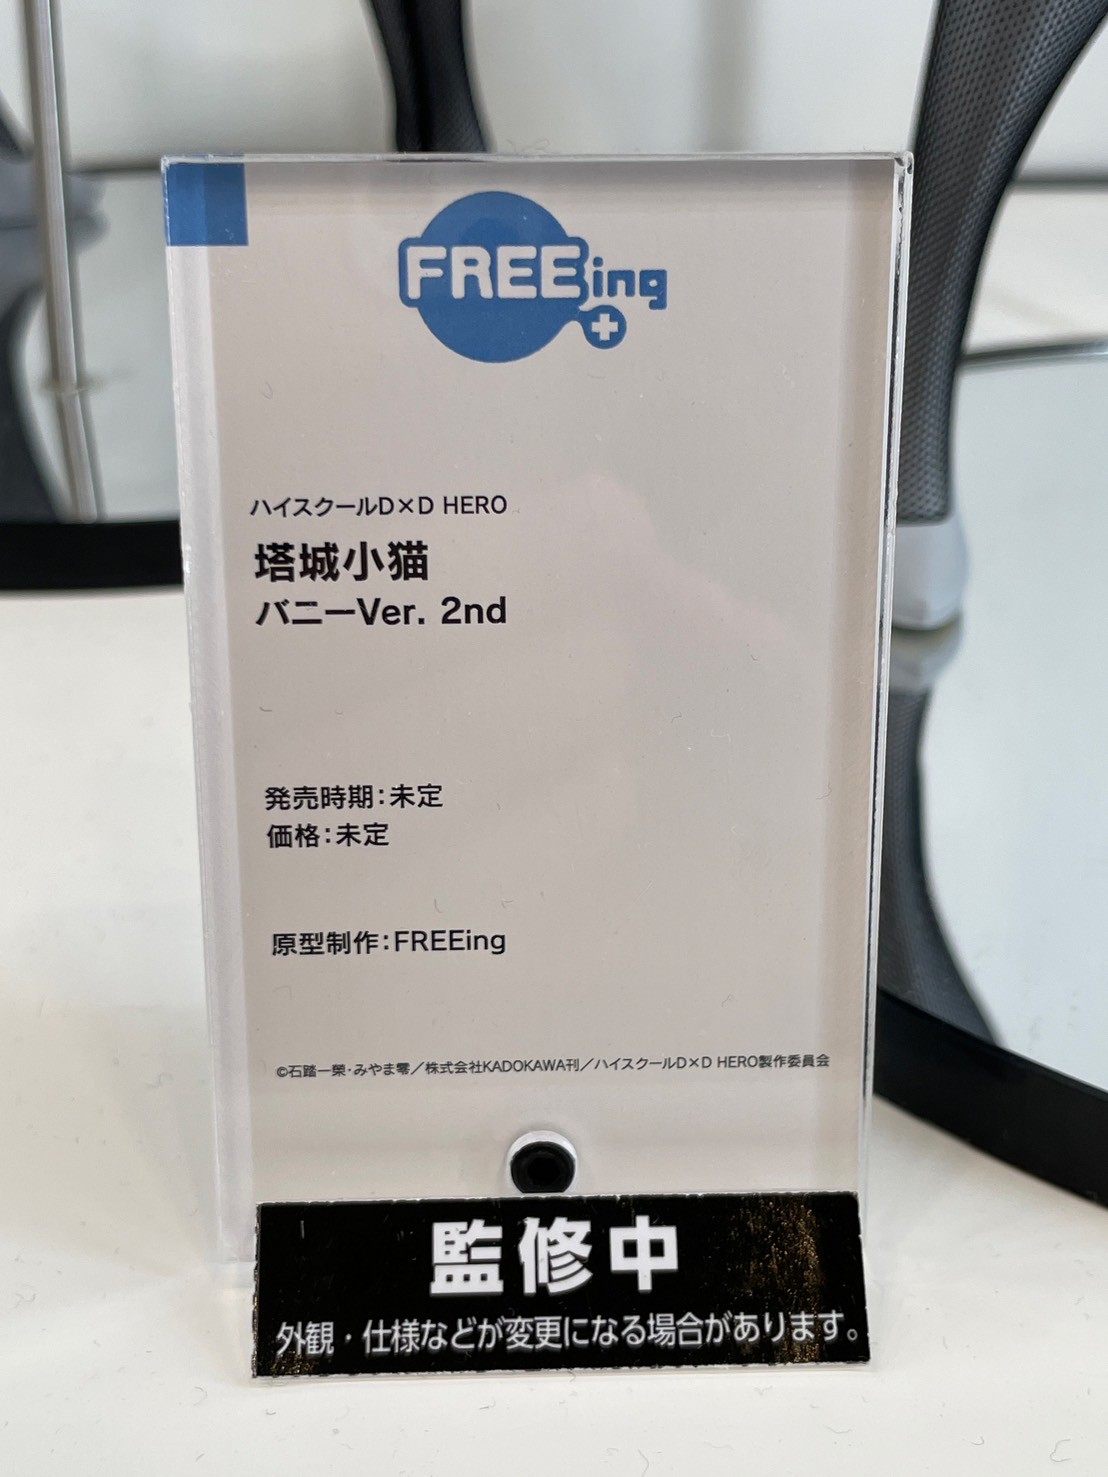 FREEing
ハイスクールD×D HERO
塔城小猫
バニーVer. 2nd
発売時期：未定
価格：未定
原型制作：FREEing
©石踏一榮・みやま零／株式会社KADOKAWA刊／ハイスクールD×D HERO製作委員会
監修中
外観・仕様などが変更になる場合があります。